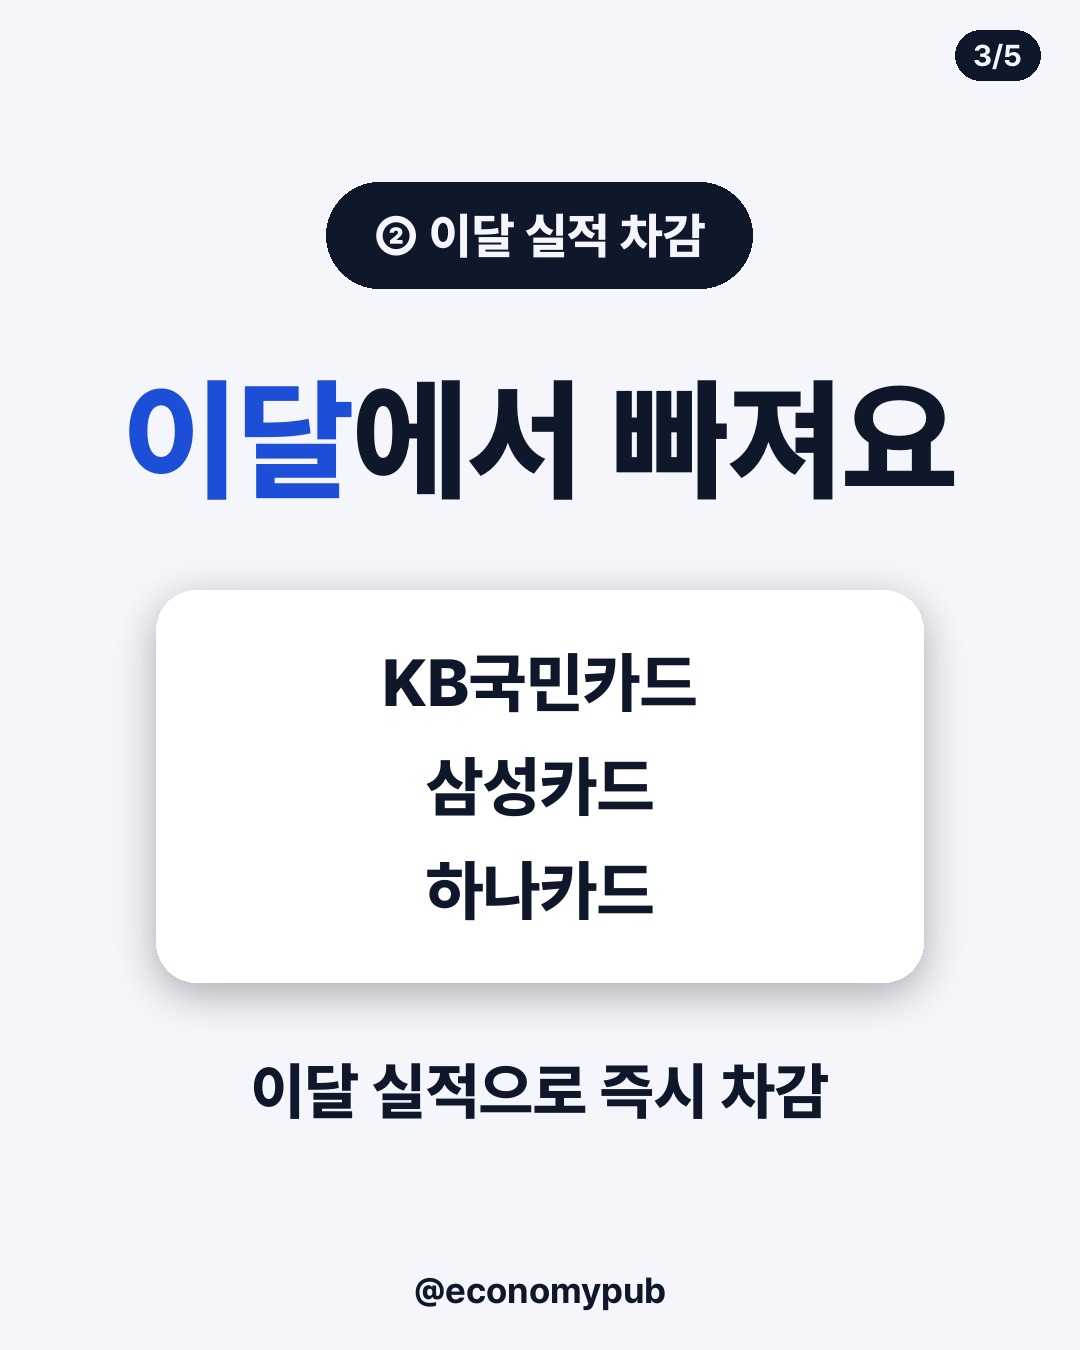 3/5
② 이달 실적 차감
이달에서 빠져요
KB국민카드
삼성카드
하나카드
이달 실적으로 즉시 차감
@economypub